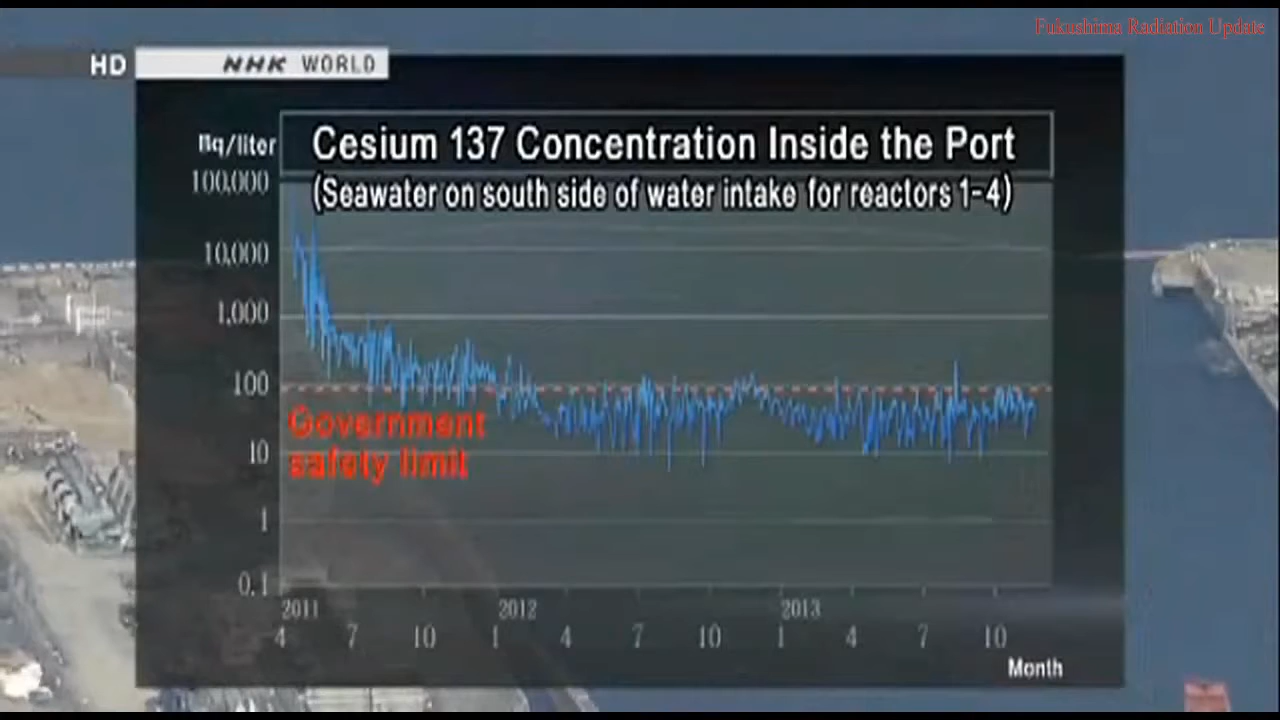 Fukushima Radiation Update
HD
NHK WORLD
Bq/liter
Cesium 137 Concentration Inside the Port
(Seawater on south side of water intake for reactors 1-4)
100,000
10,000
1,000
100
10
1
0.1
Government
safety limit
2011 2012 2013
4 7 10 1 4 7 10 1 4 7 10
Month